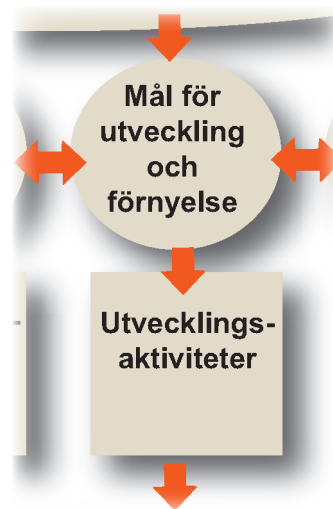 Mål för
utveckling
och
förnyelse
Utvecklings-
aktiviteter